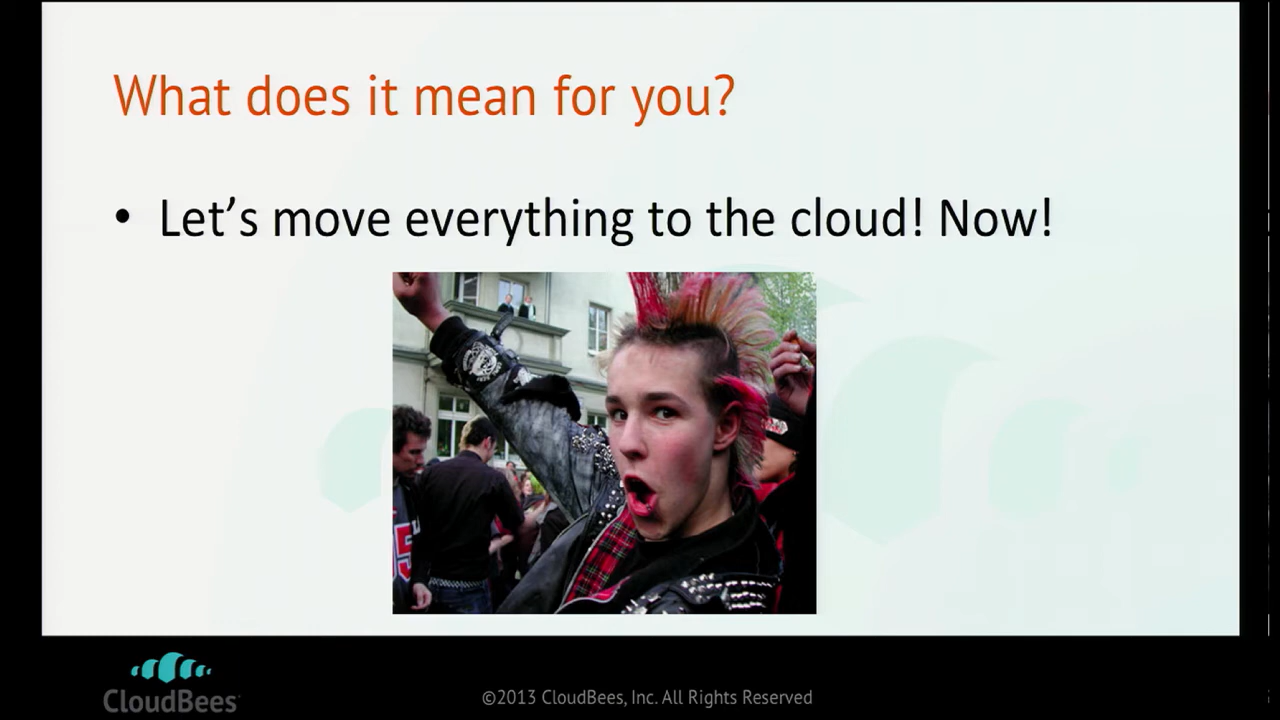 What does it mean for you?
• Let's move everything to the cloud! Now!
5
CloudBees
©2013 CloudBees, Inc. All Rights Reserved